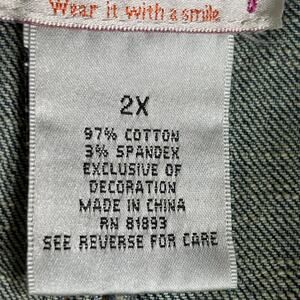 Wear it with a smile
2X
97% COTTON
3% SPANDEX
EXCLUSIVE OF
DECORATION
MADE IN CHINA
RN 81893
SEE REVERSE FOR CARE